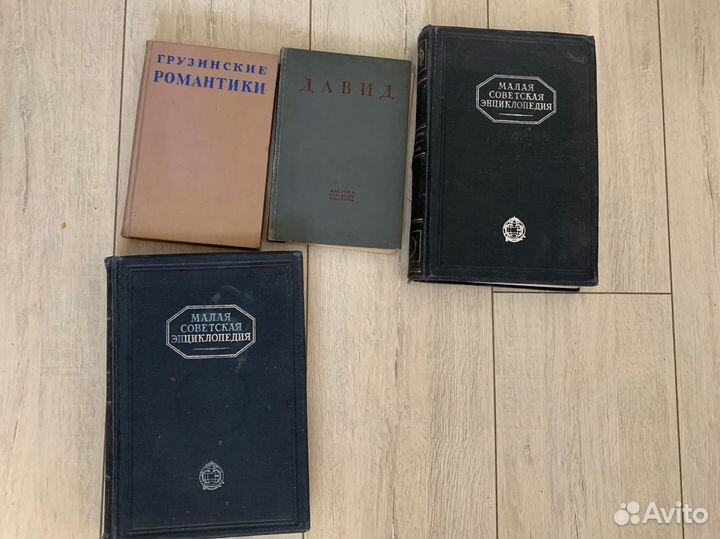 ГРУЗИНСКИЕ
РОМАНТИКИ
ДАВИД
МАЛАЯ
СОВЕТСКАЯ
ЭНЦИКЛОПЕДИЯ
МАЛАЯ
СОВЕТСКАЯ
ЭНЦИКЛОПЕДИЯ
Avito